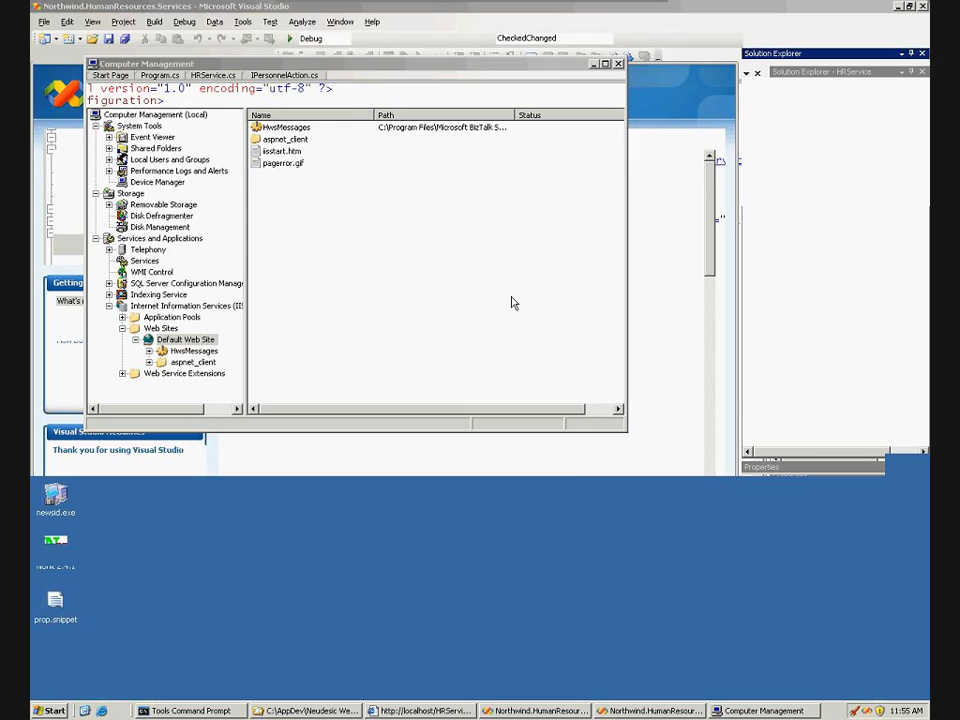 Northwind.HumanResources.Services - Microsoft Visual Studio
File Edit View Project Build Debug Data Tools Test Analyze Window Help
Debug
CheckedChanged
Computer Management
Start Page Program.cs HRService.cs IPersonnelAction.cs
l version="1.0" encoding="utf-8" ?>
figuration>
Solution Explorer
Solution Explorer - HRService
Computer Management (Local)
System Tools
Event Viewer
Shared Folders
Local Users and Groups
Performance Logs and Alerts
Device Manager
Storage
Removable Storage
Disk Defragmenter
Disk Management
Services and Applications
Telephony
Services
WMI Control
SQL Server Configuration Manag
Indexing Service
Internet Information Services (II
Application Pools
Web Sites
Default Web Site
HwsMessages
aspnet_client
Web Service Extensions
Name Path Status
HwsMessages C:\Program Files\Microsoft BizTalk S...
aspnet_client
iisstart.htm
pagerror.gif
Getting
What's
Visual Studio Headlines
Thank you for using Visual Studio
Properties
newsid.exe
prop.snippet
Start
Tools Command Prompt
C:\AppDev\Neudesic We...
http://localhost/HRServi...
Northwind.HumanResour...
Northwind.HumanResour...
Computer Management
11:55 AM